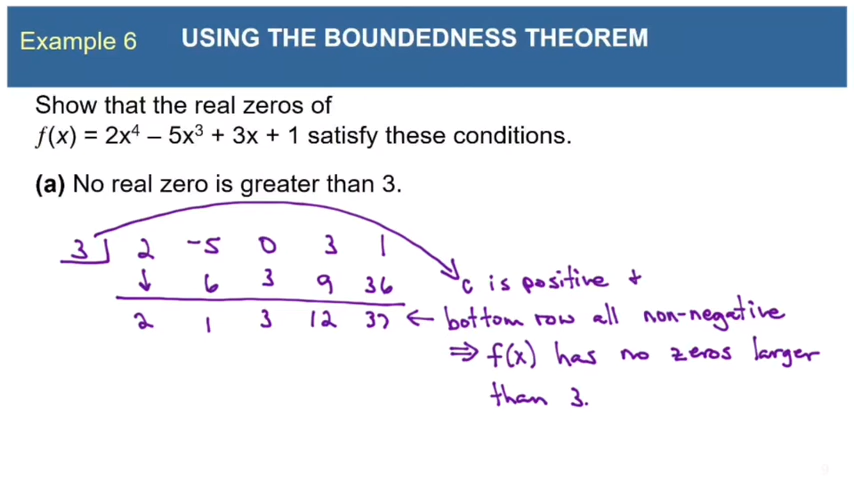 Example 6 USING THE BOUNDEDNESS THEOREM
Show that the real zeros of
f(x) = 2x⁴ – 5x³ + 3x + 1 satisfy these conditions.
(a) No real zero is greater than 3.
3 2 -5 0 3 1
↓ 6 3 9 36 c is positive +
2 1 3 12 37 ← bottom row all non-negative
⇒ f(x) has no zeros larger
than 3.
9